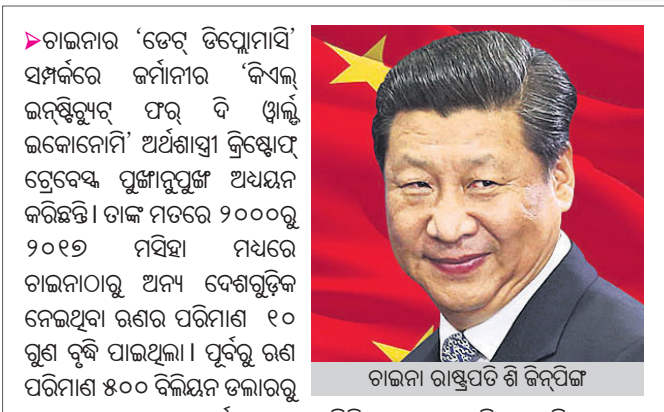 ➤ଚାଇନାର 'ଡେଟ୍ ଡିପ୍ଲୋମାସି'
ସମ୍ପର୍କରେ ଜର୍ମାନୀର 'କିଏଲ୍
ଇନ୍‌ଷ୍ଟିଚ୍ୟୁଟ୍ ଫର୍ ଦି ୱାର୍ଲ୍ଡ
ଇକୋନୋମି' ଅର୍ଥଶାସ୍ତ୍ରୀ କ୍ରିଷ୍ଟୋଫ୍
ଟ୍ରେବେସ୍କ ପୁଙ୍ଖାନୁପୁଙ୍ଖ ଅଧ୍ୟୟନ
କରିଛନ୍ତି। ତାଙ୍କ ମତରେ ୨୦୦୦ରୁ
୨୦୧୭ ମସିହା ମଧ୍ୟରେ
ଚାଇନାଠାରୁ ଅନ୍ୟ ଦେଶଗୁଡ଼ିକ
ନେଇଥିବା ଋଣର ପରିମାଣ ୧୦
ଗୁଣ ବୃଦ୍ଧି ପାଇଥିଲା। ପୂର୍ବରୁ ଋଣ
ପରିମାଣ ୫୦୦ ବିଲିୟନ ଡଲାରରୁ
ଚାଇନା ରାଷ୍ଟ୍ରପତି ଶି ଜିନ୍‌ପିଙ୍ଗ